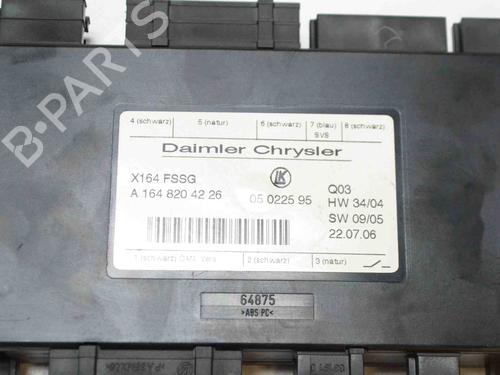 4 (schwarz) 5 (natur) 6 (schwarz) 7 (blau) 8 (schwarz)
SVS
Daimler Chrysler
X164 FSSG LK Q03
A 164 820 42 26 05 0225 95 HW 34/04
SW 09/05
22.07.06
1 (schwarz) 2 (schwarz) 3 (natur)
64875
>ABS PC<
B-PARTS